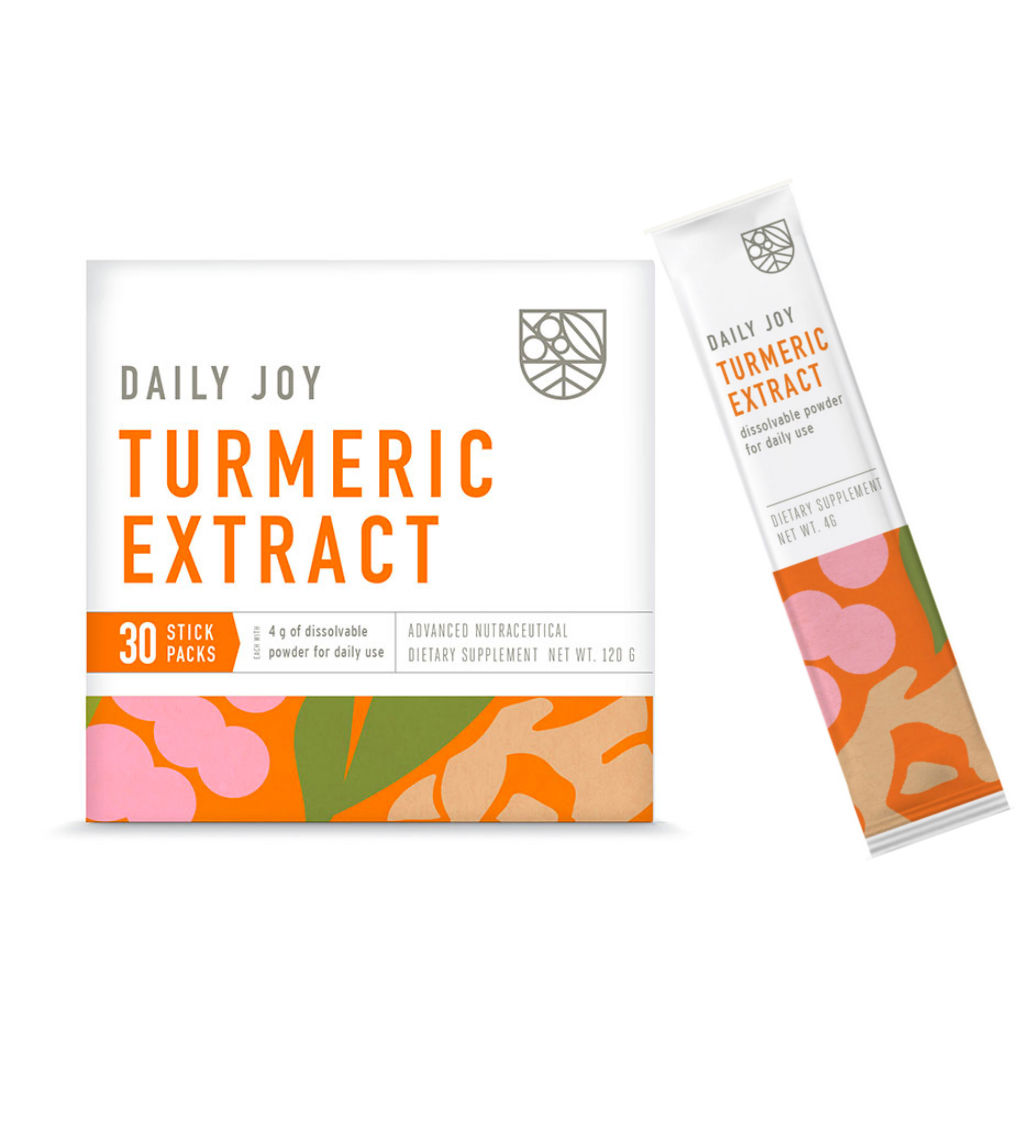 DAILY JOY
TURMERIC
EXTRACT
30 STICK
PACKS
EACH WITH
4 g of dissolvable
powder for daily use
ADVANCED NUTRACEUTICAL
DIETARY SUPPLEMENT NET WT. 120 G
DAILY JOY
TURMERIC
EXTRACT
dissolvable powder
for daily use
DIETARY SUPPLEMENT
NET WT. 4G